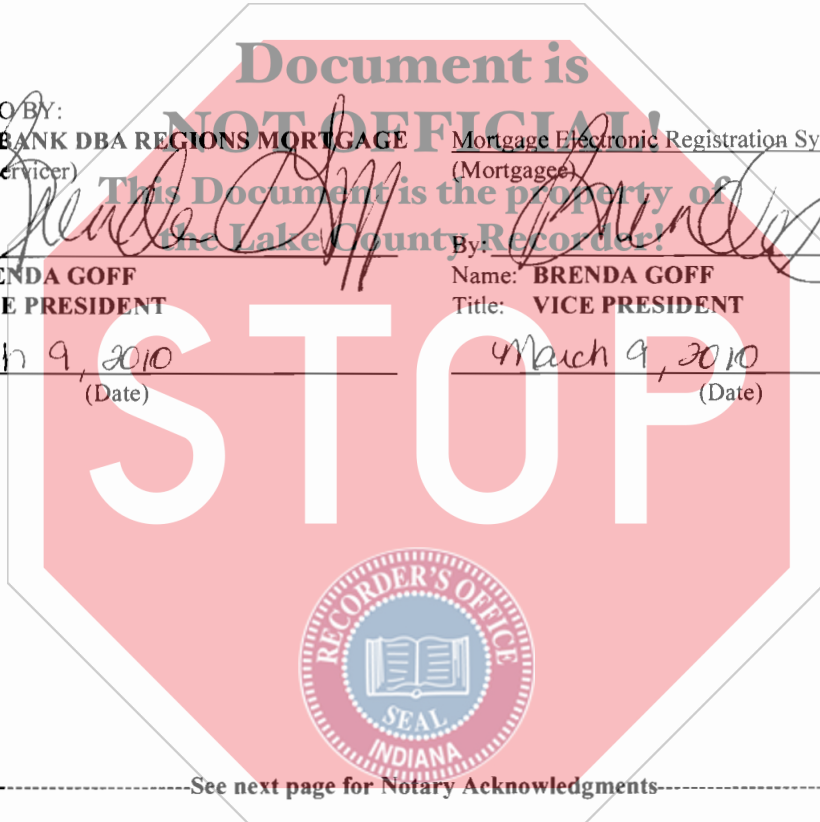 Document is
NOT OFFICIAL!
This Document is the property of
the Lake County Recorder!
O BY:
BANK DBA REGIONS MORTGAGE
ervicer)
ENDA GOFF
E PRESIDENT
h 9, 2010
(Date)
Mortgage Electronic Registration Sy
(Mortgagee)
By: Brenda
Name: BRENDA GOFF
Title: VICE PRESIDENT
March 9, 2010
(Date)
STOP
RECORDER'S OFFICE
SEAL
INDIANA
See next page for Notary Acknowledgments